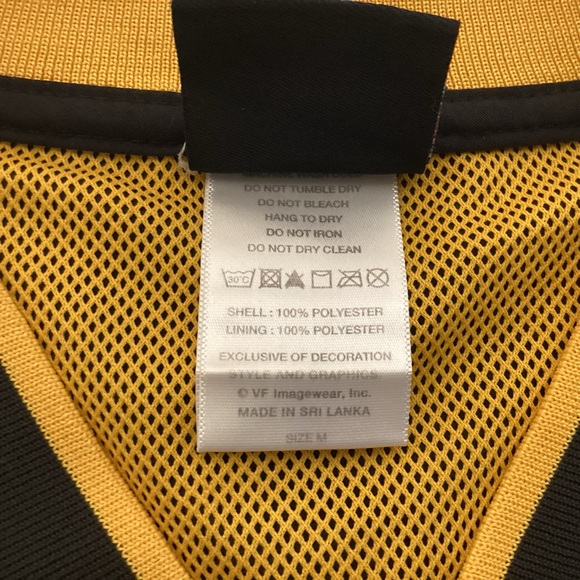 DO NOT TUMBLE DRY
DO NOT BLEACH
HANG TO DRY
DO NOT IRON
DO NOT DRY CLEAN
30°C
SHELL : 100% POLYESTER
LINING : 100% POLYESTER
EXCLUSIVE OF DECORATION
STYLE AND GRAPHICS.
© VF Imagewear, Inc.
MADE IN SRI LANKA
SIZE M